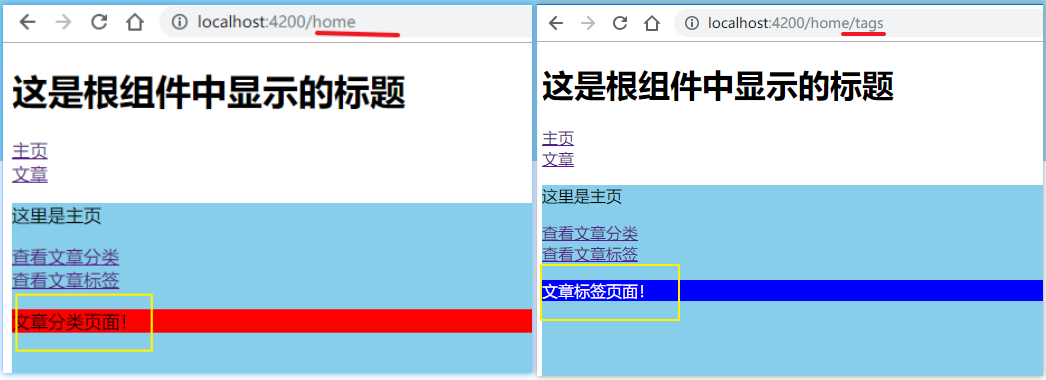 localhost:4200/home
这是根组件中显示的标题
主页
文章
这里是主页
查看文章分类
查看文章标签
文章分类页面！
localhost:4200/home/tags
这是根组件中显示的标题
主页
文章
这里是主页
查看文章分类
查看文章标签
文章标签页面！